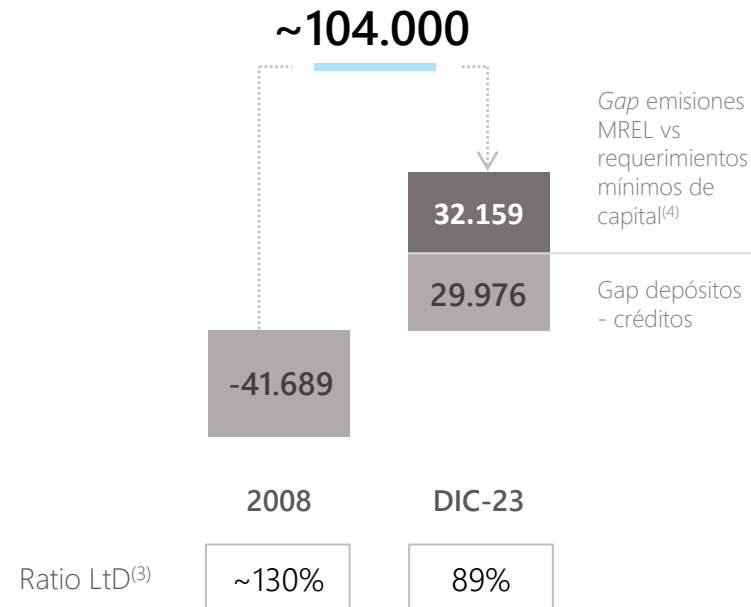 ~104.000
Gap emisiones
MREL vs
requerimientos
mínimos de
capital(4)
32.159
29.976
Gap depósitos
- créditos
-41.689
2008 DIC-23
Ratio LtD(3) ~130% 89%